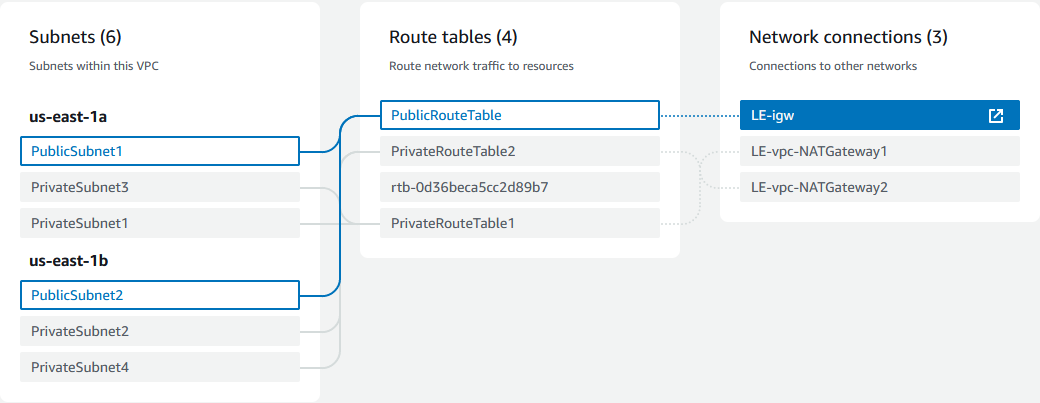 Subnets (6)
Subnets within this VPC
us-east-1a
PublicSubnet1
PrivateSubnet3
PrivateSubnet1
us-east-1b
PublicSubnet2
PrivateSubnet2
PrivateSubnet4
Route tables (4)
Route network traffic to resources
PublicRouteTable
PrivateRouteTable2
rtb-0d36beca5cc2d89b7
PrivateRouteTable1
Network connections (3)
Connections to other networks
LE-igw
LE-vpc-NATGateway1
LE-vpc-NATGateway2